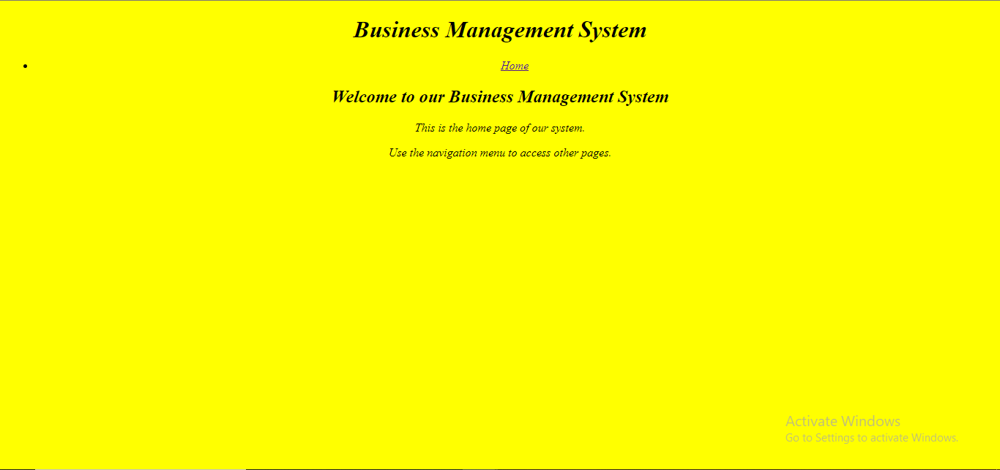 Business Management System
Home
Welcome to our Business Management System
This is the home page of our system.
Use the navigation menu to access other pages.
Activate Windows
Go to Settings to activate Windows.